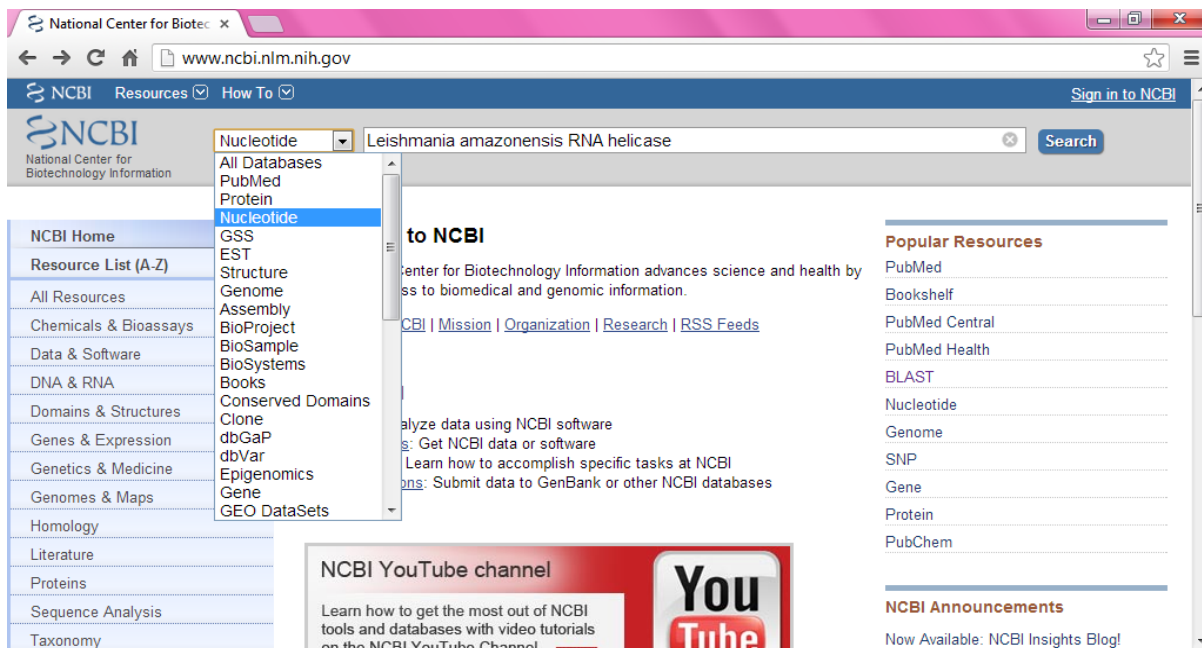 National Center for Biotec
www.ncbi.nlm.nih.gov
NCBI Resources How To Sign in to NCBI
NCBI
National Center for
Biotechnology Information
Nucleotide Leishmania amazonensis RNA helicase Search
All Databases
PubMed
Protein
Nucleotide
GSS
EST
Structure
Genome
Assembly
BioProject
BioSample
BioSystems
Books
Conserved Domains
Clone
dbGaP
dbVar
Epigenomics
Gene
GEO DataSets
NCBI Home
Resource List (A-Z)
All Resources
Chemicals & Bioassays
Data & Software
DNA & RNA
Domains & Structures
Genes & Expression
Genetics & Medicine
Genomes & Maps
Homology
Literature
Proteins
Sequence Analysis
Taxonomy
to NCBI
enter for Biotechnology Information advances science and health by
ss to biomedical and genomic information.
CBI | Mission | Organization | Research | RSS Feeds
alyze data using NCBI software
s: Get NCBI data or software
Learn how to accomplish specific tasks at NCBI
ons: Submit data to GenBank or other NCBI databases
NCBI YouTube channel
Learn how to get the most out of NCBI
tools and databases with video tutorials
on the NCBI YouTube Channel.
You
Tube
Popular Resources
PubMed
Bookshelf
PubMed Central
PubMed Health
BLAST
Nucleotide
Genome
SNP
Gene
Protein
PubChem
NCBI Announcements
Now Available: NCBI Insights Blog!